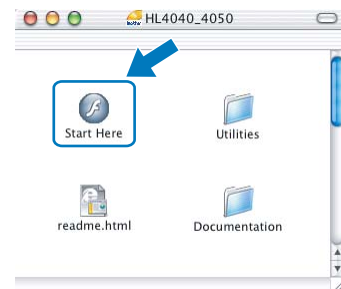 HL4040_4050
Start Here
Utilities
readme.html
Documentation